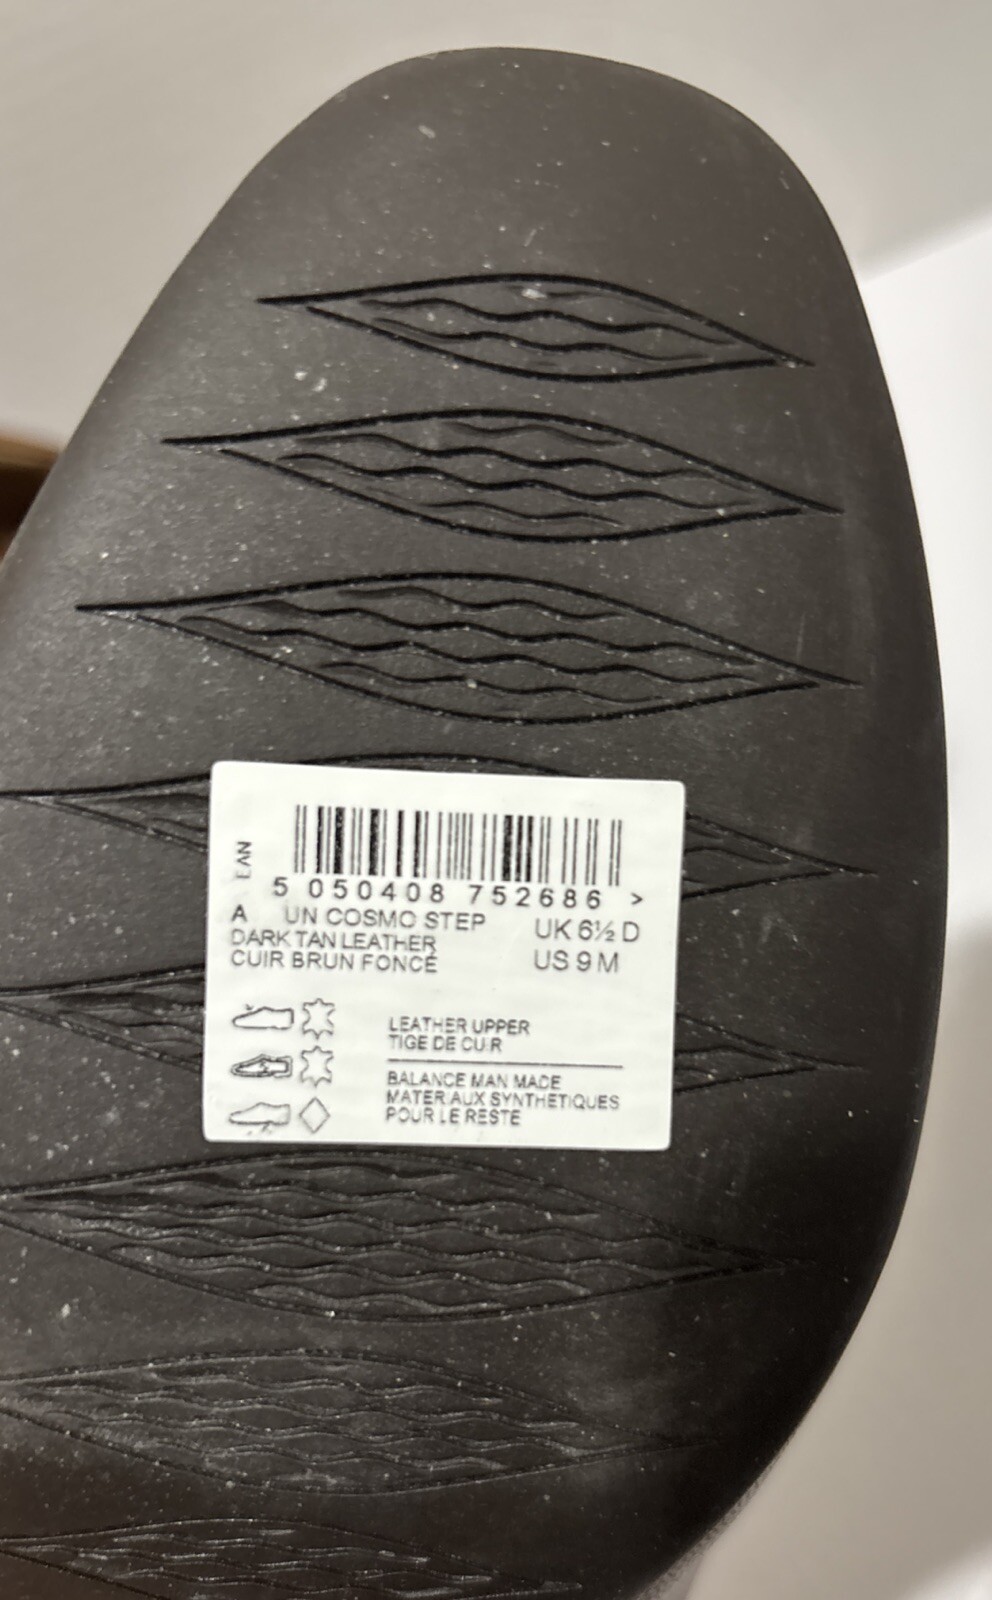 EAN
5 050408 752686 >
A UN COSMO STEP UK 6½ D
DARK TAN LEATHER US 9 M
CUIR BRUN FONCÉ
LEATHER UPPER
TIGE DE CUIR
BALANCE MAN MADE
MATERIAUX SYNTHETIQUES
POUR LE RESTE